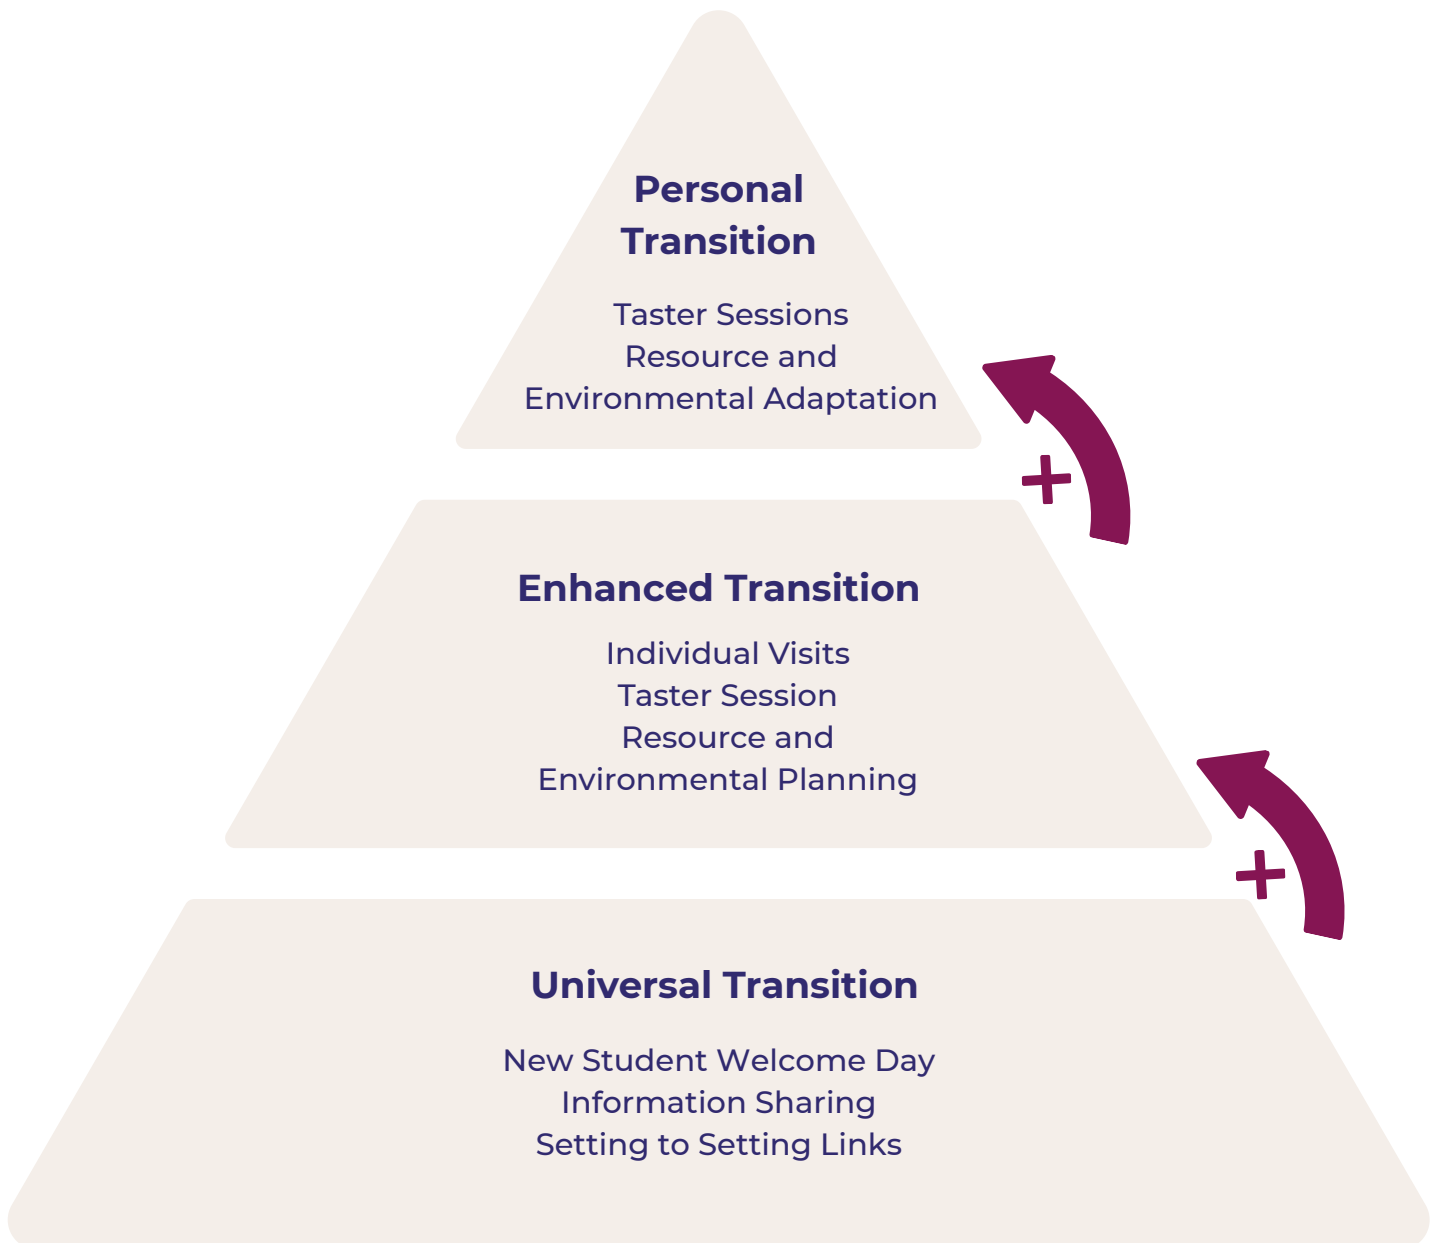 Personal
Transition
Taster Sessions
Resource and
Environmental Adaptation
+
Enhanced Transition
Individual Visits
Taster Session
Resource and
Environmental Planning
+
Universal Transition
New Student Welcome Day
Information Sharing
Setting to Setting Links